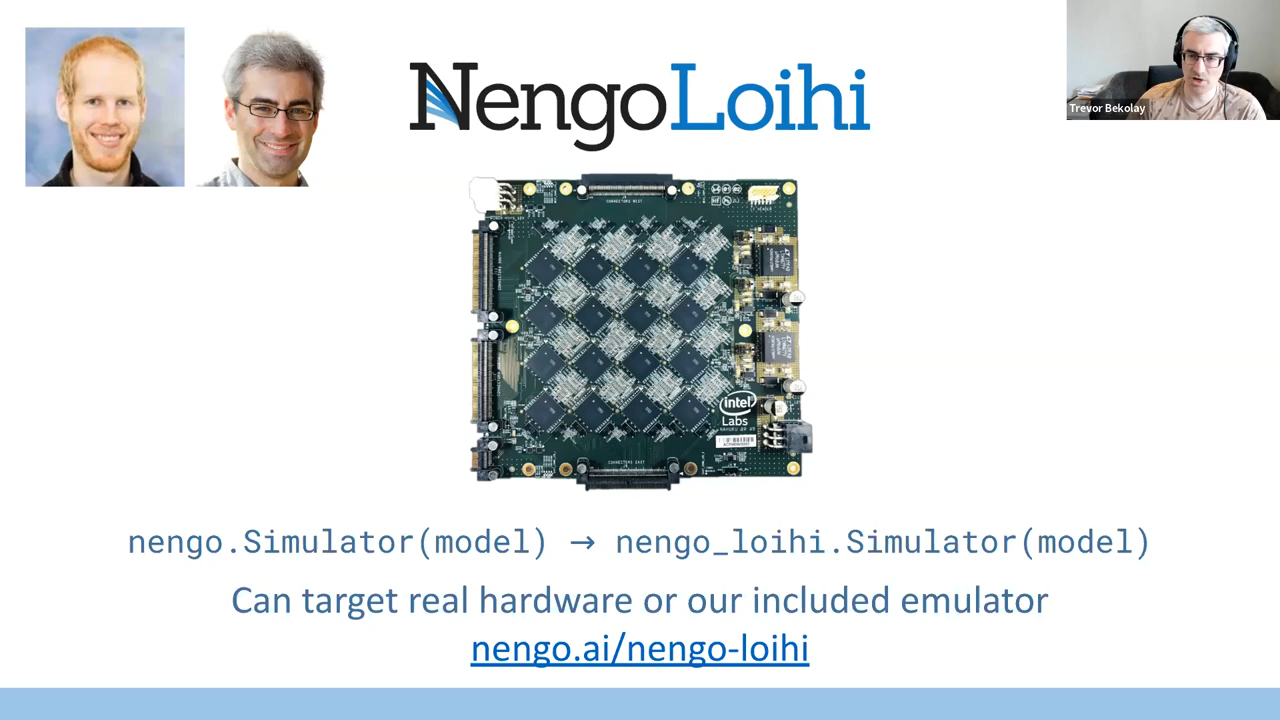 NengoLoihi
Trevor Bekolay
intel
Labs
nengo.Simulator(model) → nengo_loihi.Simulator(model)
Can target real hardware or our included emulator
nengo.ai/nengo-loihi